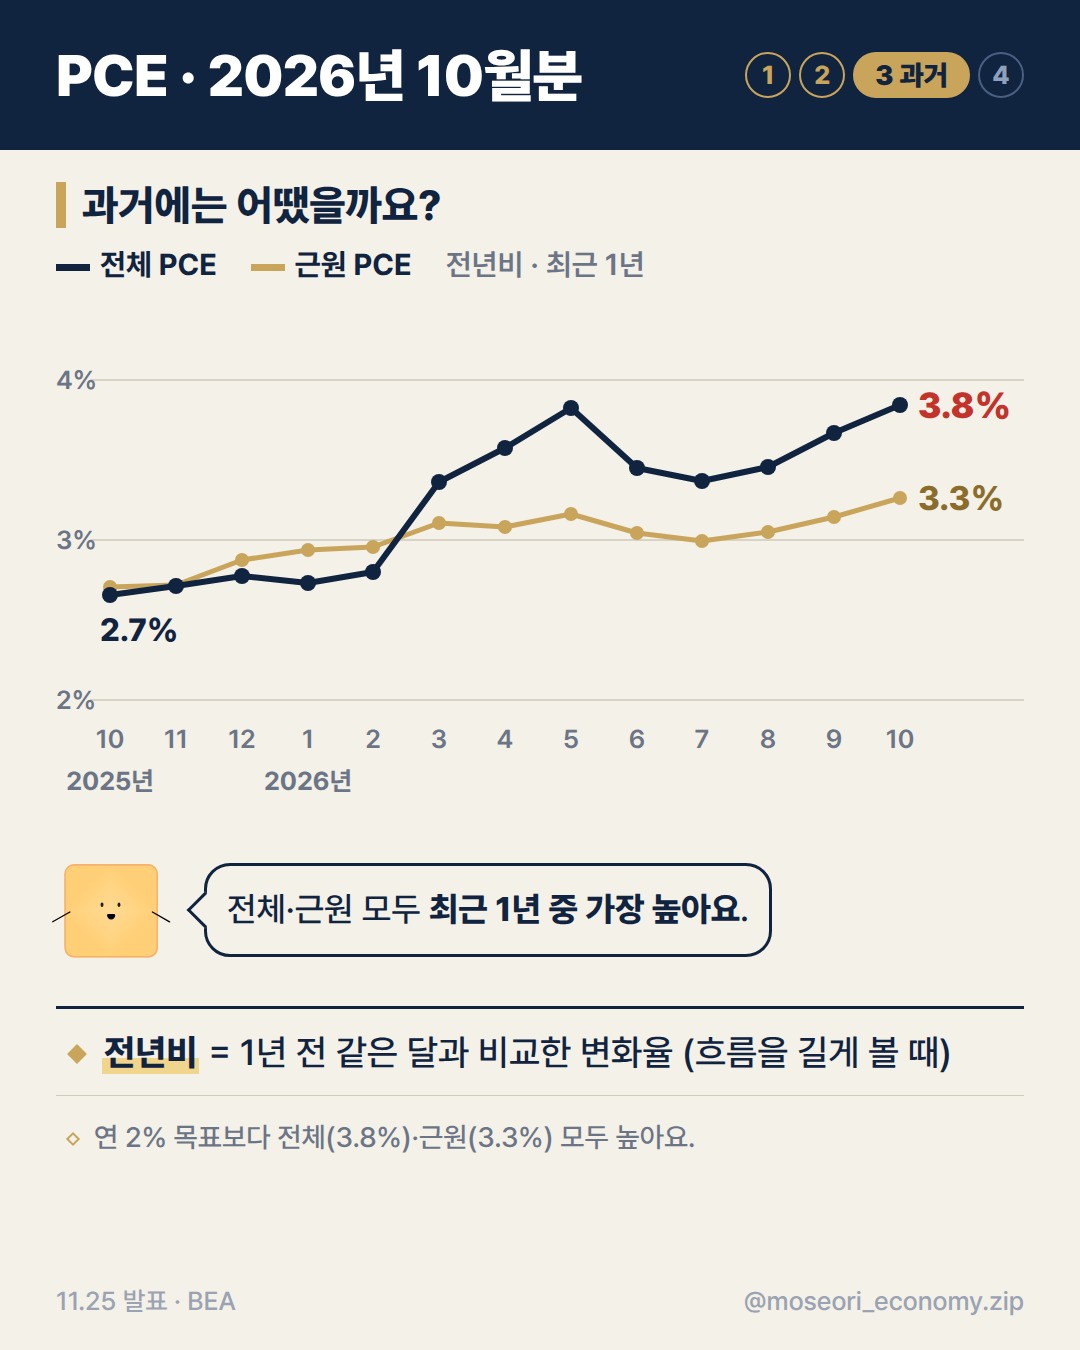 PCE · 2026년 10월분
1 2 3 과거 4
과거에는 어땠을까요?
전체 PCE 근원 PCE 전년비 · 최근 1년
4%
3.8%
3.3%
3%
2.7%
2%
10 11 12 1 2 3 4 5 6 7 8 9 10
2025년 2026년
전체·근원 모두 최근 1년 중 가장 높아요.
전년비 = 1년 전 같은 달과 비교한 변화율 (흐름을 길게 볼 때)
연 2% 목표보다 전체(3.8%)·근원(3.3%) 모두 높아요.
11.25 발표 · BEA
@moseori_economy.zip